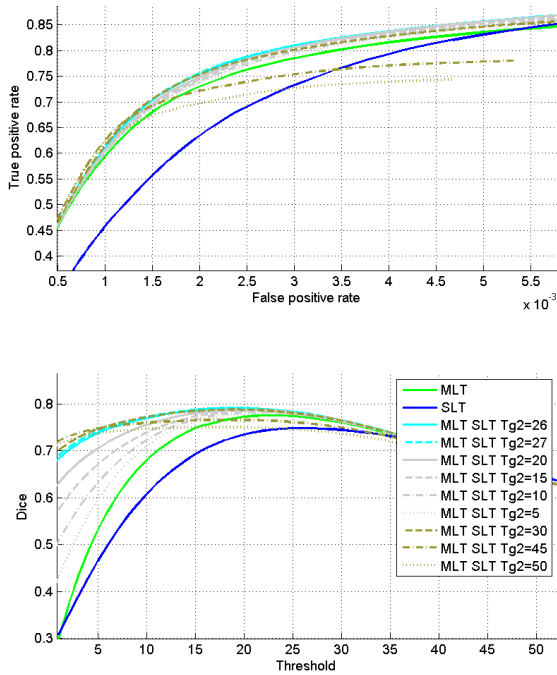 0.85
0.8
0.75
0.7
0.65
0.6
0.55
0.5
0.45
0.4
True positive rate
0.5 1 1.5 2 2.5 3 3.5 4 4.5 5 5.5
False positive rate
x 10-3
0.8
0.7
0.6
0.5
0.4
0.3
Dice
MLT
SLT
MLT SLT Tg2=26
MLT SLT Tg2=27
MLT SLT Tg2=20
MLT SLT Tg2=15
MLT SLT Tg2=10
MLT SLT Tg2=5
MLT SLT Tg2=30
MLT SLT Tg2=45
MLT SLT Tg2=50
5 10 15 20 25 30 35 40 45 50
Threshold